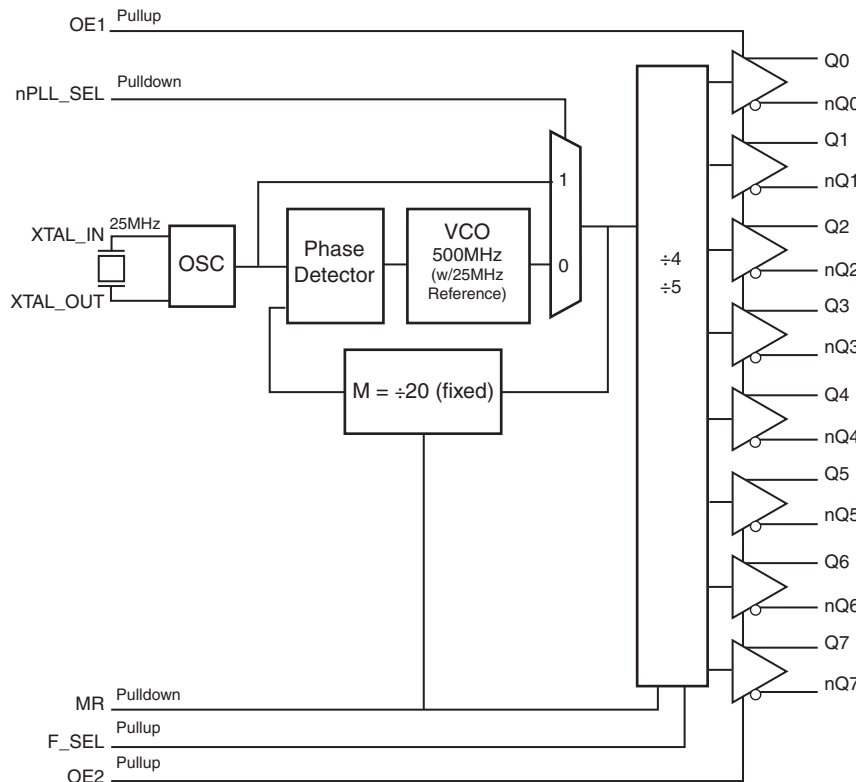 OE1 Pullup
nPLL_SEL Pulldown
XTAL_IN 25MHz
XTAL_OUT
OSC
Phase
Detector
VCO
500MHz
(w/25MHz
Reference)
1
0
M = ÷20 (fixed)
÷4
÷5
Q0
nQ0
Q1
nQ1
Q2
nQ2
Q3
nQ3
Q4
nQ4
Q5
nQ5
Q6
nQ6
Q7
nQ7
MR Pulldown
F_SEL Pullup
OE2 Pullup